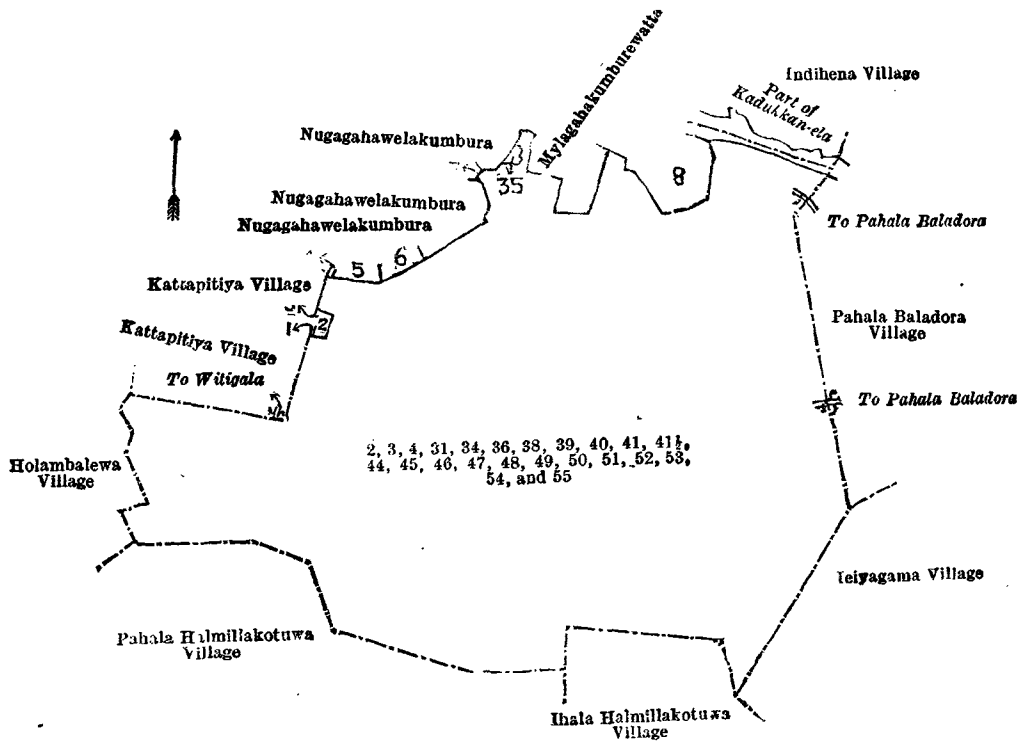 Indihena Village
Part of
Kadukkan-ela
Mylagahakumburewatta
Nugagahawelakumbura
35
8
Nugagahawelakumbura
To Pahala Baladora
Nugagahawelakumbura
5
6
Kattapitiya Village
1
2
Pahala Baladora
Village
Kattapitiya Village
To Witigala
To Pahala Baladora
2, 3, 4, 31, 34, 36, 38, 39, 40, 41, 41½,
44, 45, 46, 47, 48, 49, 50, 51, 52, 53,
54, and 55
Holambalewa
Village
Ieiyagama Village
Pahala Halmillakotuwa
Village
Ihala Halmillakotuwa
Village